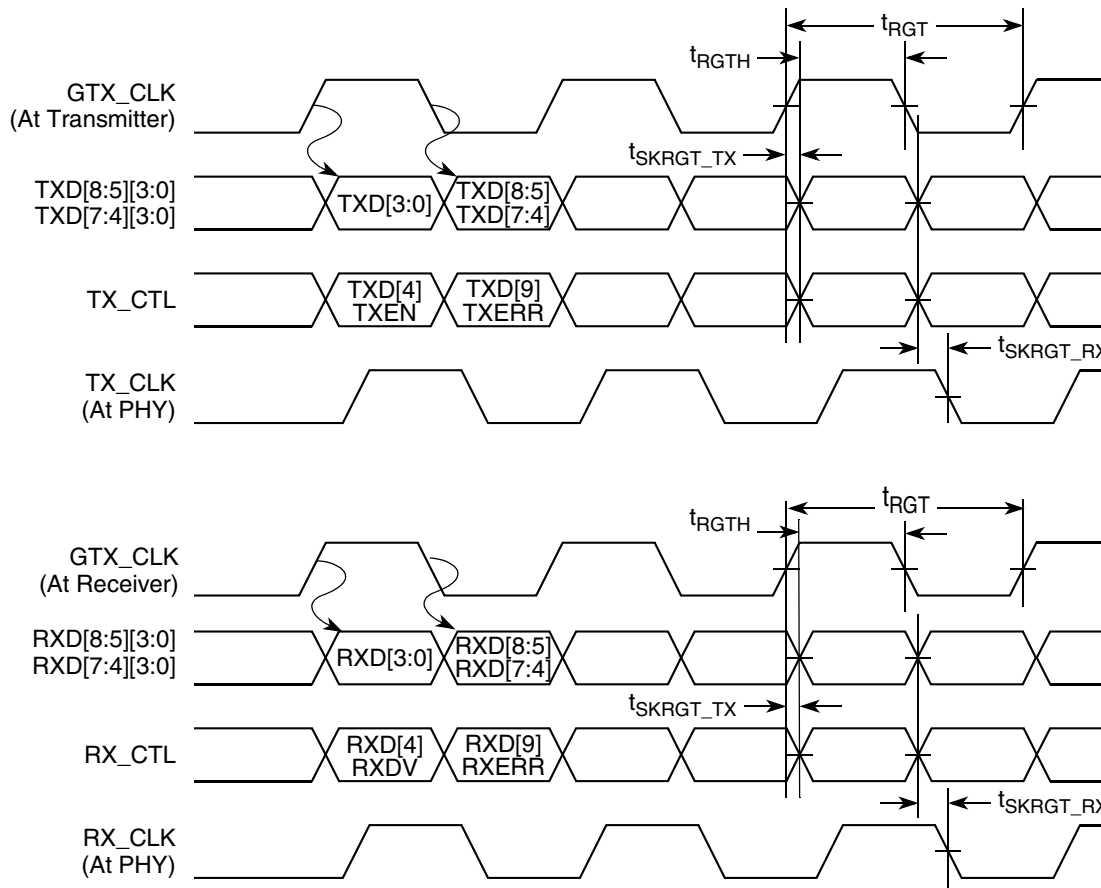 tRGT
tRGTH
GTX_CLK
(At Transmitter)
tSKRGT_TX
TXD[8:5][3:0]
TXD[7:4][3:0]
TXD[3:0]
TXD[8:5]
TXD[7:4]
TX_CTL
TXD[4]
TXEN
TXD[9]
TXERR
tSKRGT_RX
TX_CLK
(At PHY)
tRGT
tRGTH
GTX_CLK
(At Receiver)
RXD[8:5][3:0]
RXD[7:4][3:0]
RXD[3:0]
RXD[8:5]
RXD[7:4]
tSKRGT_TX
RX_CTL
RXD[4]
RXDV
RXD[9]
RXERR
tSKRGT_RX
RX_CLK
(At PHY)